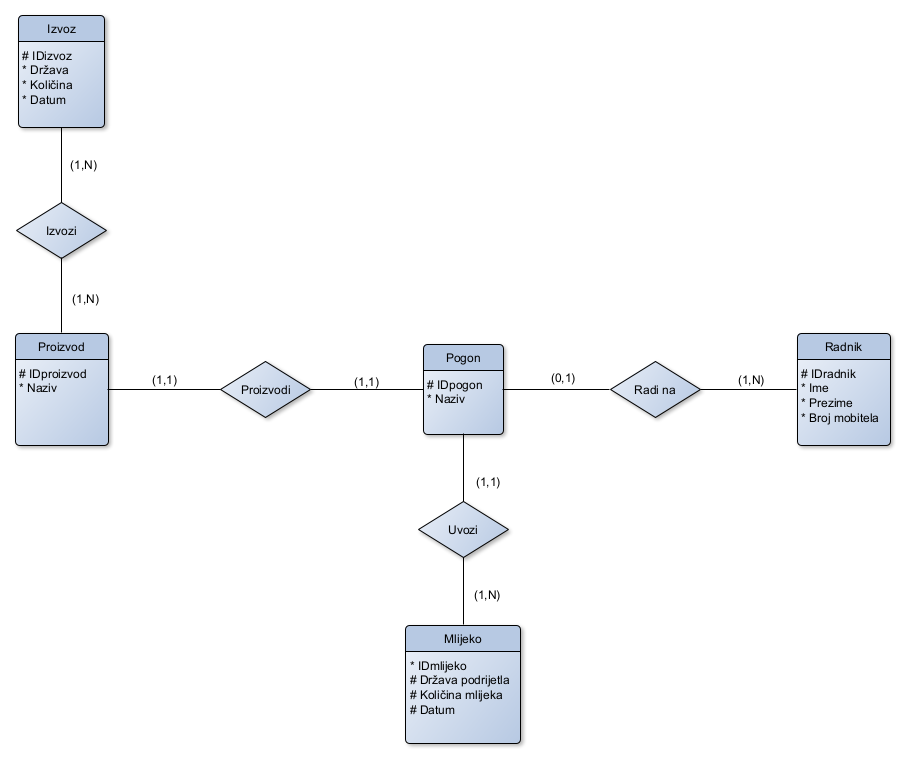 Izvoz
# IDizvoz
* Država
* Količina
* Datum
(1,N)
Izvozi
(1,N)
Proizvod
# IDproizvod
* Naziv
(1,1)
Proizvodi
(1,1)
Pogon
# IDpogon
* Naziv
(0,1)
Radi na
(1,N)
Radnik
# IDradnik
* Ime
* Prezime
* Broj mobitela
(1,1)
Uvozi
(1,N)
Mlijeko
* IDmlijeko
# Država podrijetla
# Količina mlijeka
# Datum